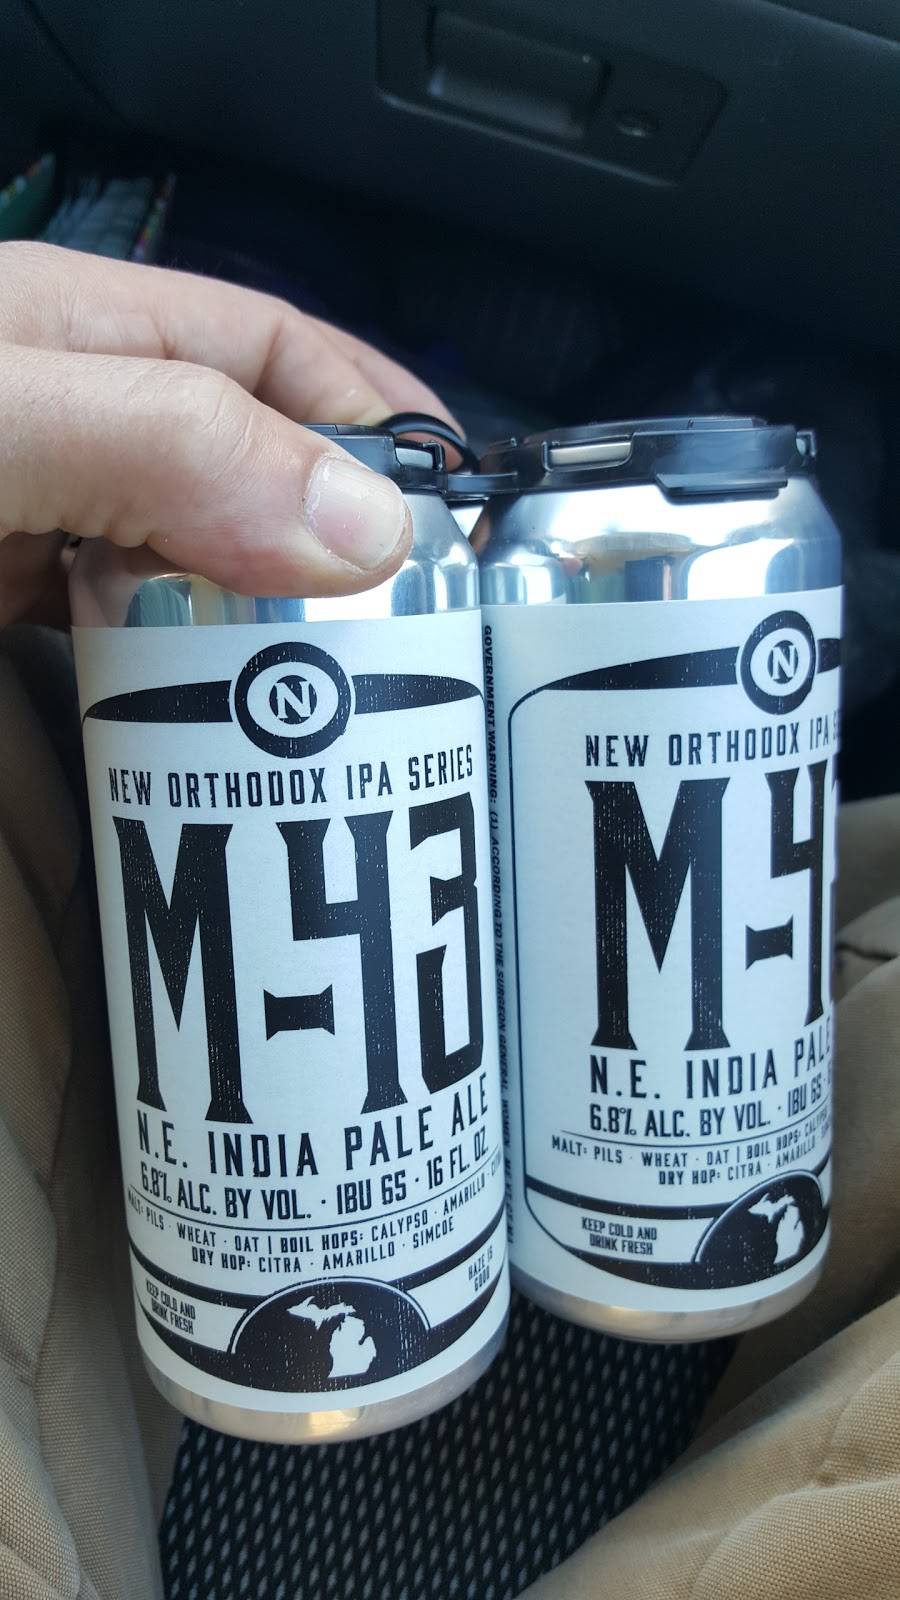 N
NEW ORTHODOX IPA SERIES
M-43
N.E. INDIA PALE ALE
6.8% ALC. BY VOL. · IBU 65 · 16 FL. OZ.
MALT: PILS · WHEAT · OAT | BOIL HOPS: CALYPSO · AMARILLO ·
DRY HOP: CITRA · AMARILLO · SIMCOE
KEEP COLD AND
DRINK FRESH
HAZE IS
GOOD
GOVERNMENT WARNING: (1) ACCORDING TO THE SURGEON GENERAL, WOMEN
N
NEW ORTHODOX IPA
M-4
N.E. INDIA PALE
6.8% ALC. BY VOL. · IBU 65 ·
MALT: PILS · WHEAT · OAT | BOIL HOPS:
DRY HOP: CITRA · AMARILLO ·
KEEP COLD AND
DRINK FRESH